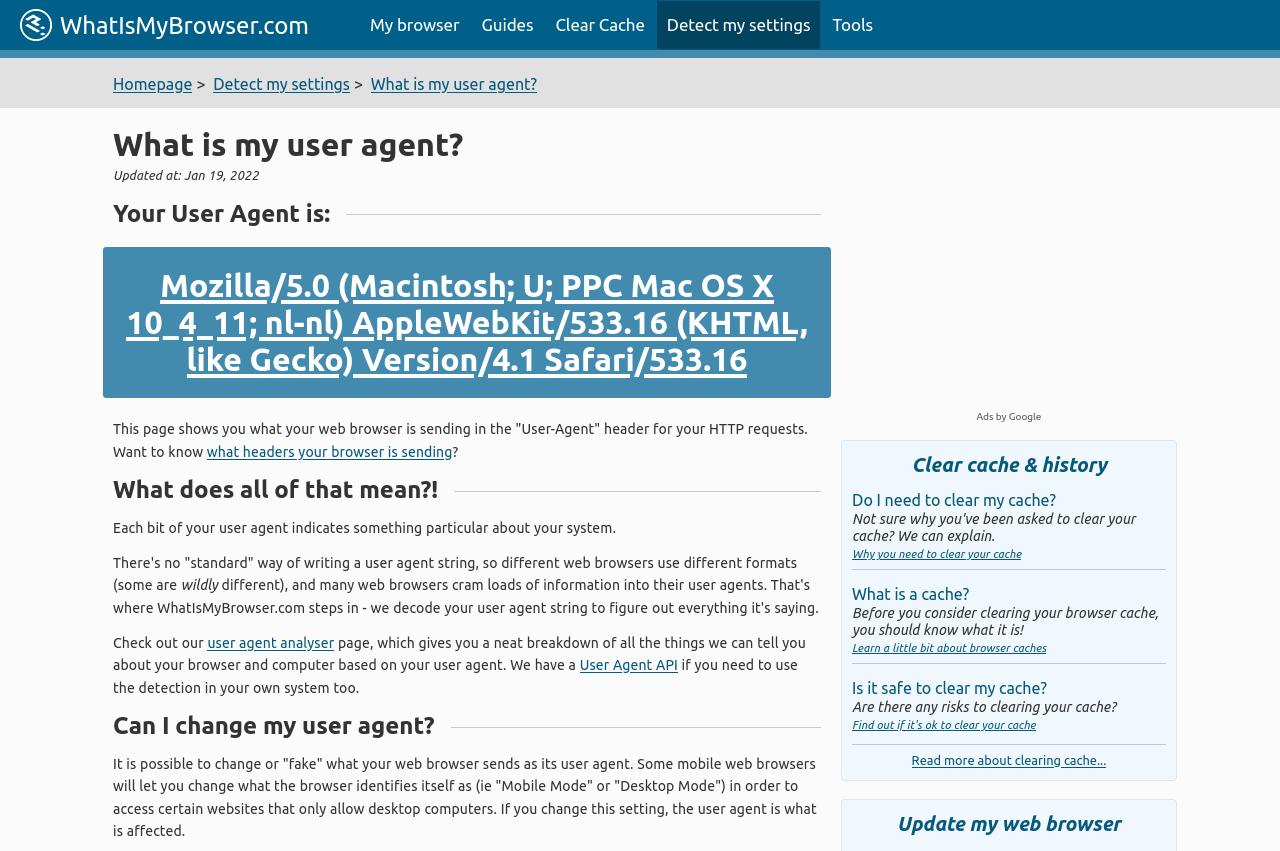 WhatIsMyBrowser.com
My browser
Guides
Clear Cache
Detect my settings
Tools
Homepage > Detect my settings > What is my user agent?
What is my user agent?
Updated at: Jan 19, 2022
Your User Agent is:
Mozilla/5.0 (Macintosh; U; PPC Mac OS X
10_4_11; nl-nl) AppleWebKit/533.16 (KHTML,
like Gecko) Version/4.1 Safari/533.16
This page shows you what your web browser is sending in the "User-Agent" header for your HTTP requests.
Want to know what headers your browser is sending?
What does all of that mean?!
Each bit of your user agent indicates something particular about your system.
There's no "standard" way of writing a user agent string, so different web browsers use different formats
(some are wildly different), and many web browsers cram loads of information into their user agents. That's
where WhatIsMyBrowser.com steps in - we decode your user agent string to figure out everything it's saying.
Check out our user agent analyser page, which gives you a neat breakdown of all the things we can tell you
about your browser and computer based on your user agent. We have a User Agent API if you need to use
the detection in your own system too.
Can I change my user agent?
It is possible to change or "fake" what your web browser sends as its user agent. Some mobile web browsers
will let you change what the browser identifies itself as (ie "Mobile Mode" or "Desktop Mode") in order to
access certain websites that only allow desktop computers. If you change this setting, the user agent is what
is affected.
Ads by Google
Clear cache & history
Do I need to clear my cache?
Not sure why you've been asked to clear your
cache? We can explain.
Why you need to clear your cache
What is a cache?
Before you consider clearing your browser cache,
you should know what it is!
Learn a little bit about browser caches
Is it safe to clear my cache?
Are there any risks to clearing your cache?
Find out if it's ok to clear your cache
Read more about clearing cache...
Update my web browser